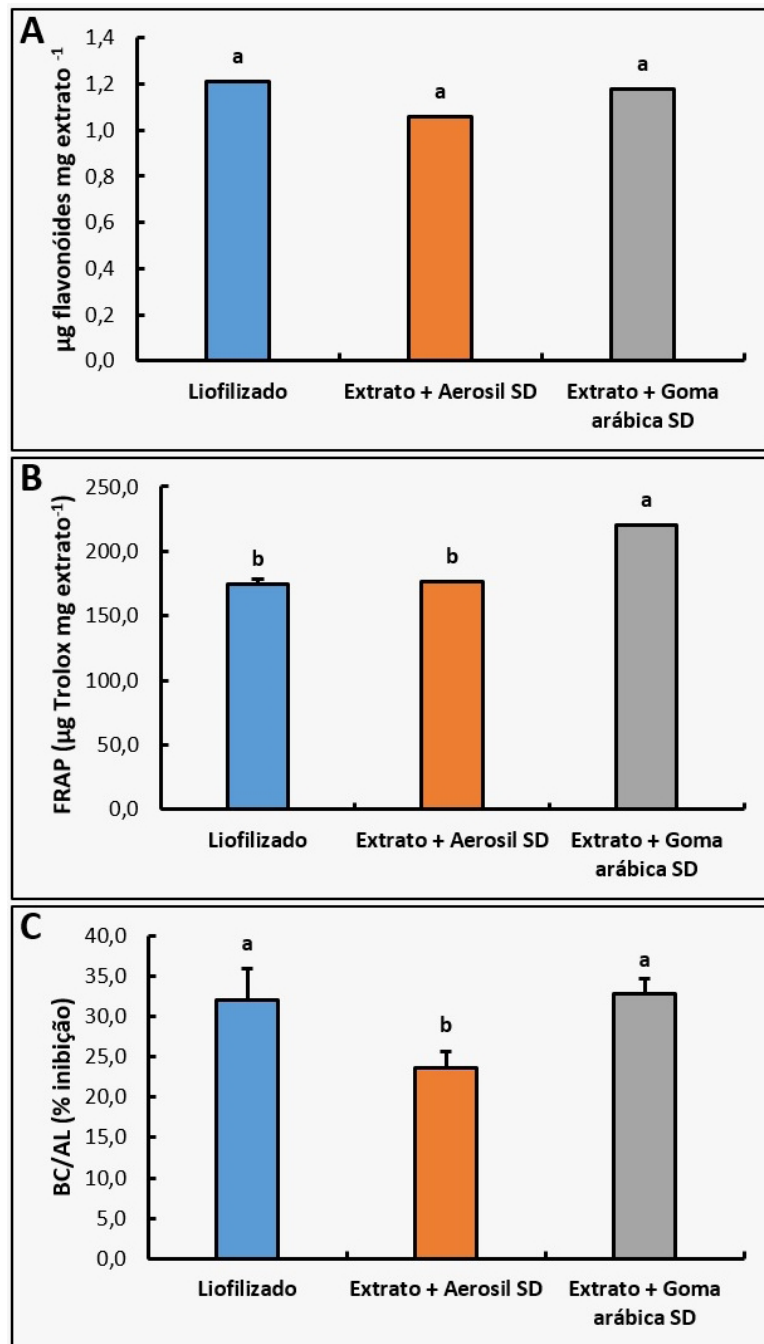 A
µg flavonóides mg extrato ⁻¹
1,4
1,2
1,0
0,8
0,6
0,4
0,2
0,0
a
a
a
Liofilizado
Extrato + Aerosil SD
Extrato + Goma
arábica SD
B
FRAP (µg Trolox mg extrato⁻¹)
250,0
200,0
150,0
100,0
50,0
0,0
b
b
a
Liofilizado
Extrato + Aerosil SD
Extrato + Goma
arábica SD
C
BC/AL (% inibição)
40,0
35,0
30,0
25,0
20,0
15,0
10,0
5,0
0,0
a
b
a
Liofilizado
Extrato + Aerosil SD
Extrato + Goma
arábica SD